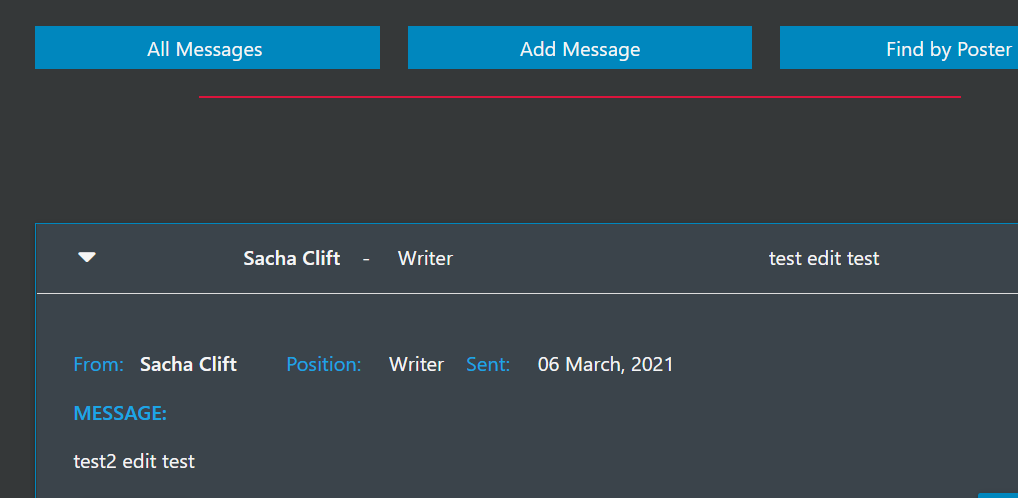 All Messages Add Message Find by Poster
Sacha Clift - Writer test edit test
From: Sacha Clift Position: Writer Sent: 06 March, 2021
MESSAGE:
test2 edit test